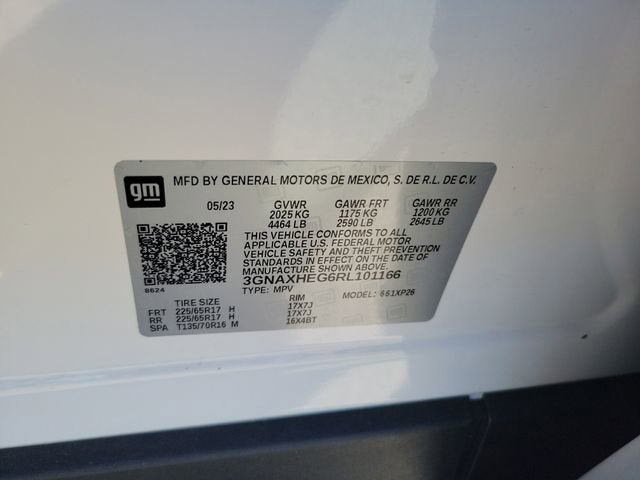 gm
MFD BY GENERAL MOTORS DE MEXICO, S. DE R.L. DE C.V.
05/23 GVWR GAWR FRT GAWR RR
2025 KG 1175 KG 1200 KG
4464 LB 2590 LB 2645 LB
THIS VEHICLE CONFORMS TO ALL
APPLICABLE U.S. FEDERAL MOTOR
VEHICLE SAFETY AND THEFT PREVENTION
STANDARDS IN EFFECT ON THE DATE OF
MANUFACTURE SHOWN ABOVE.
3GNAXHEG6RL101166
8624
TYPE: MPV MODEL: 661XP26
TIRE SIZE RIM
FRT 225/65R17 H 17X7J
RR 225/65R17 H 17X7J
SPA T135/70R16 M 16X4BT